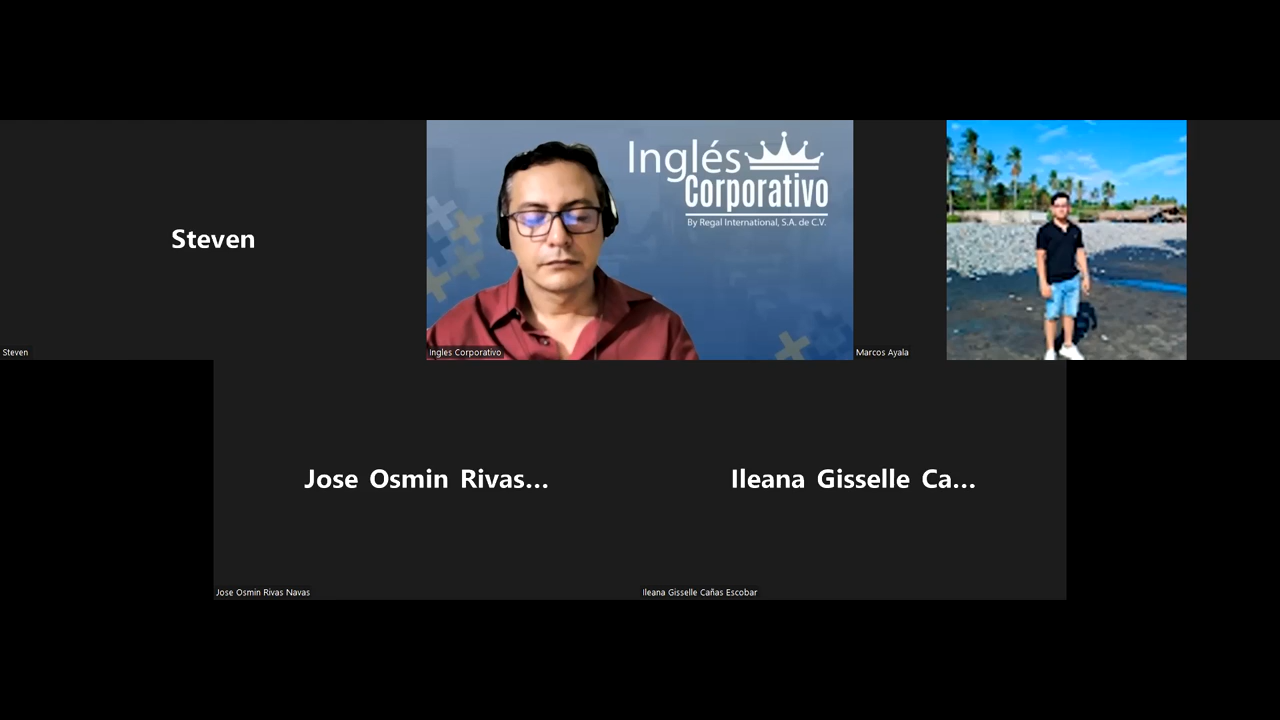 Steven
Steven
Inglés
Corporativo
By Regal International, S.A. de C.V.
Ingles Corporativo
Marcos Ayala
Jose Osmin Rivas...
Ileana Gisselle Ca...
Jose Osmin Rivas Navas
Ileana Gisselle Cañas Escobar